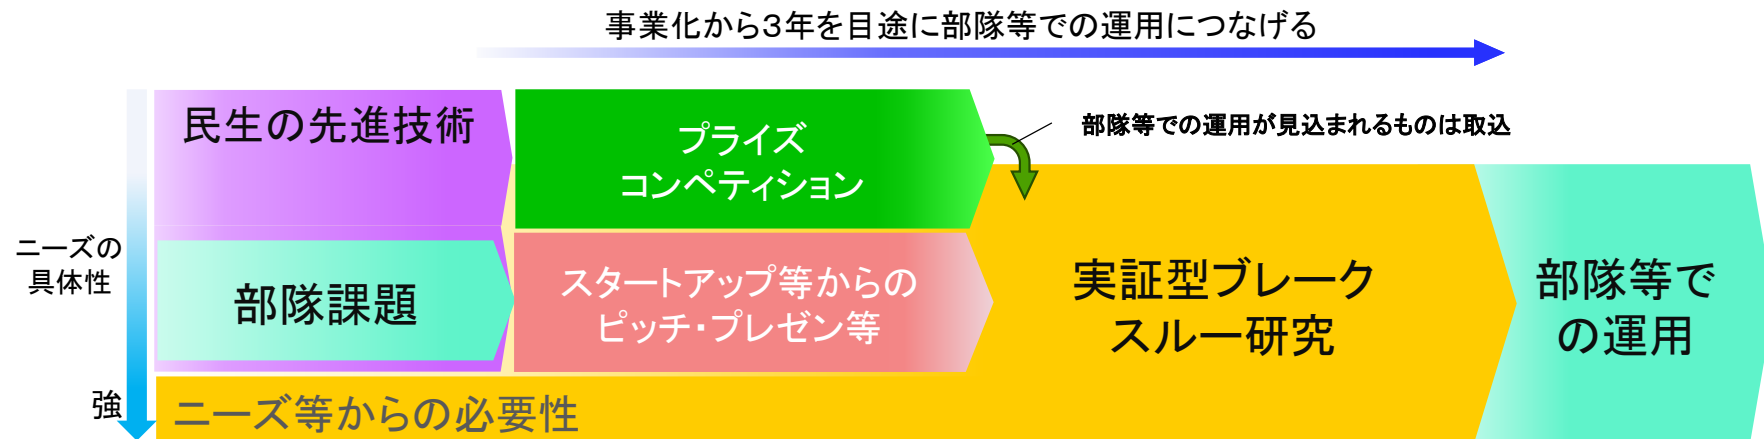 事業化から3年を目途に部隊等での運用につなげる
民生の先進技術
プライズ
コンペティション
部隊等での運用が見込まれるものは取込
ニーズの
具体性
部隊課題
スタートアップ等からの
ピッチ・プレゼン等
実証型ブレーク
スルー研究
部隊等で
の運用
強
ニーズ等からの必要性